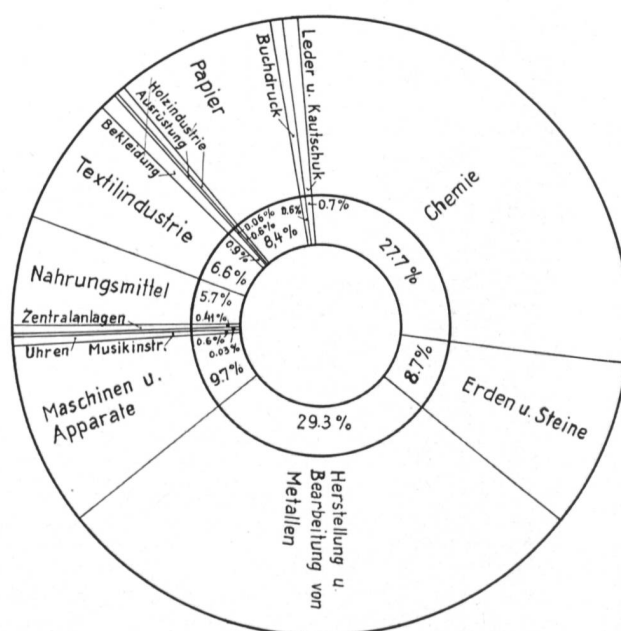 Leder u. Kautschuk
0.7%
Chemie
27.7%
Erden u. Steine
8.7%
Herstellung u.
Bearbeitung von
Metallen
29.3%
Maschinen u.
Apparate
9.7%
Musikinstr.
0.03%
Uhren
0.6%
Zentralanlagen
0.41%
Nahrungsmittel
5.7%
Textilindustrie
6.6%
Bekleidung
0.9%
Ausrüstung
0.06%
Holzindustrie
0.6%
Papier
8,4%
Buchdruck
0.6%